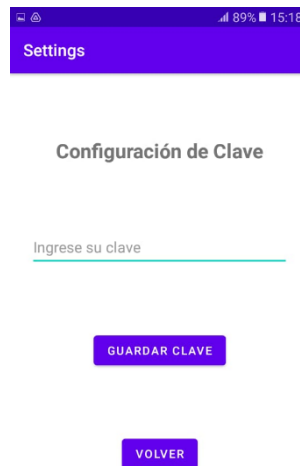 89% 15:18
Settings
Configuración de Clave
Ingrese su clave
GUARDAR CLAVE
VOLVER